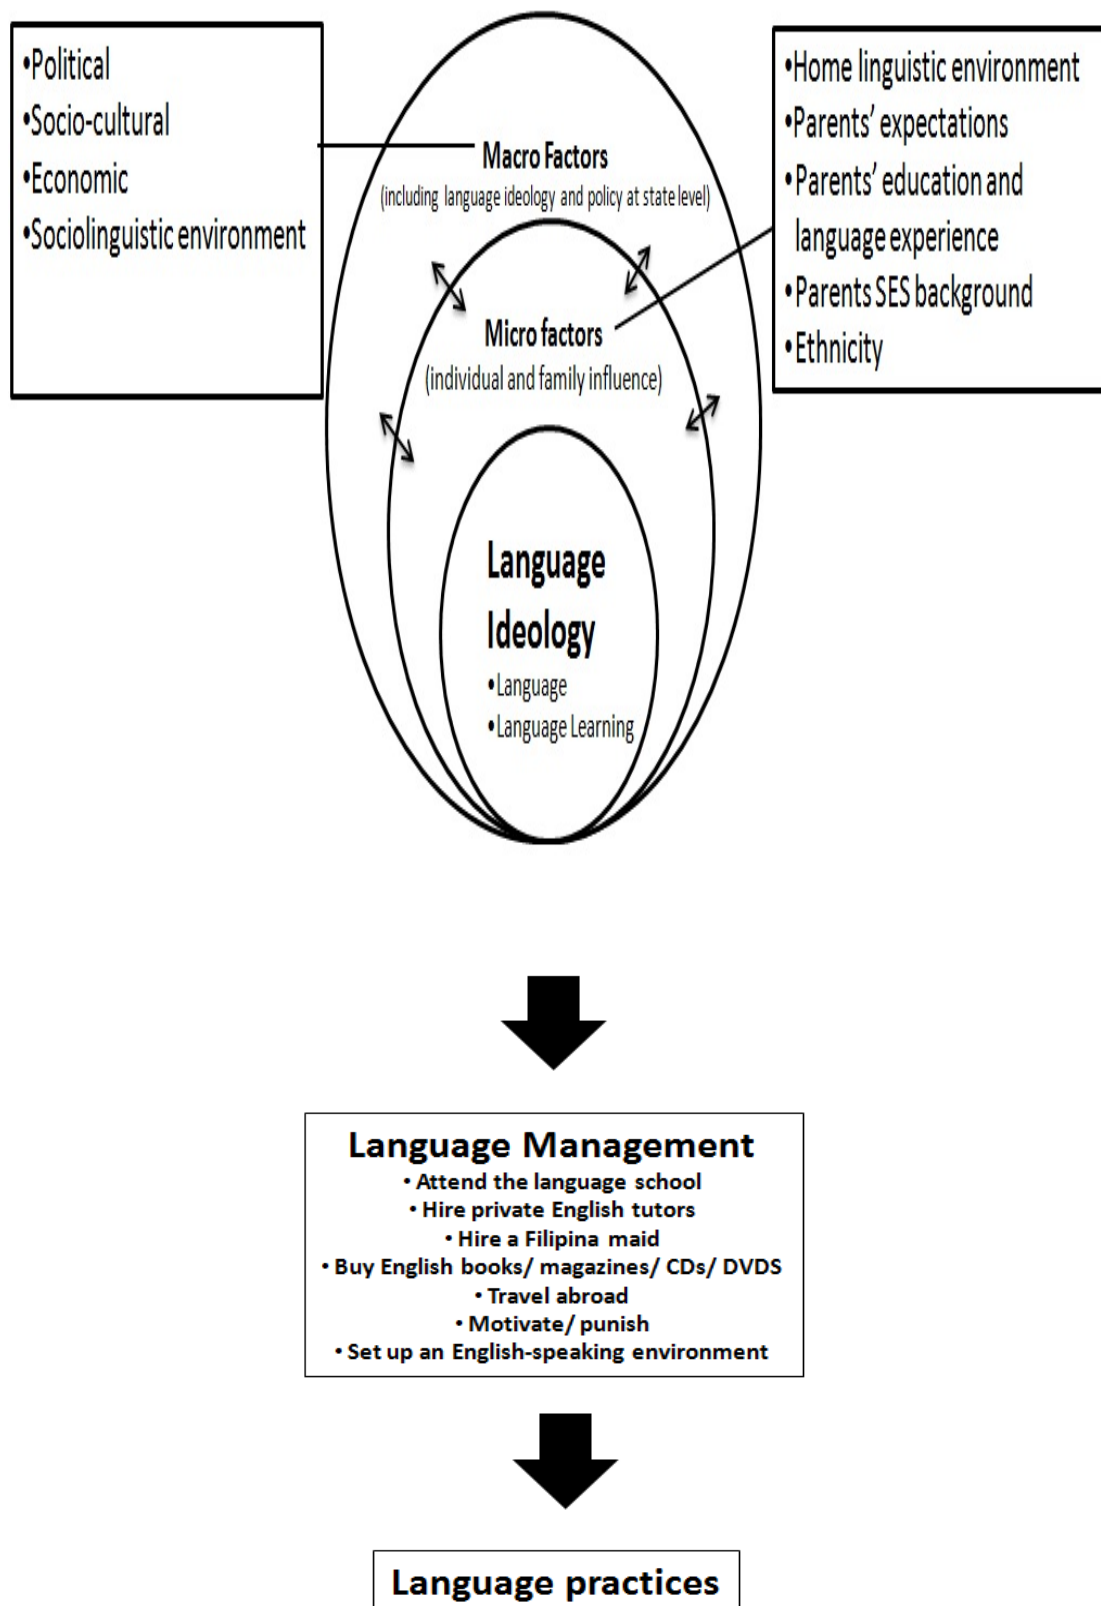 •Political
•Socio-cultural
•Economic
•Sociolinguistic environment
•Home linguistic environment
•Parents' expectations
•Parents' education and
language experience
•Parents SES background
•Ethnicity
Macro Factors
(including language ideology and policy at state level)
Micro factors
(individual and family influence)
Language
Ideology
•Language
•Language Learning
Language Management
• Attend the language school
• Hire private English tutors
• Hire a Filipina maid
• Buy English books/ magazines/ CDs/ DVDS
• Travel abroad
• Motivate/ punish
• Set up an English-speaking environment
Language practices